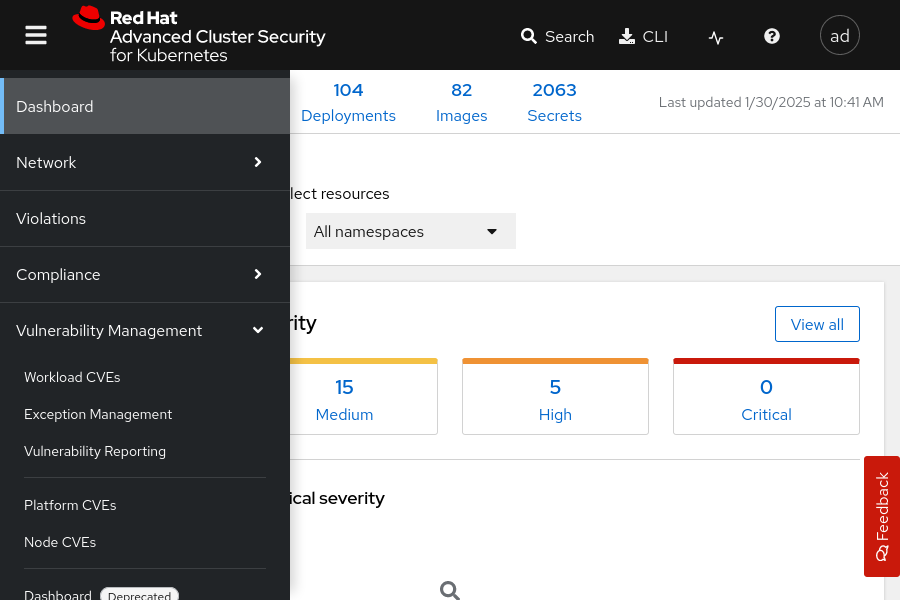 Red Hat
Advanced Cluster Security
for Kubernetes
Search
CLI
ad
Dashboard
Network
Violations
Compliance
Vulnerability Management
Workload CVEs
Exception Management
Vulnerability Reporting
Platform CVEs
Node CVEs
Dashboard Deprecated
104
Deployments
82
Images
2063
Secrets
Last updated 1/30/2025 at 10:41 AM
lect resources
All namespaces
rity
View all
15
Medium
5
High
0
Critical
ical severity
Feedback